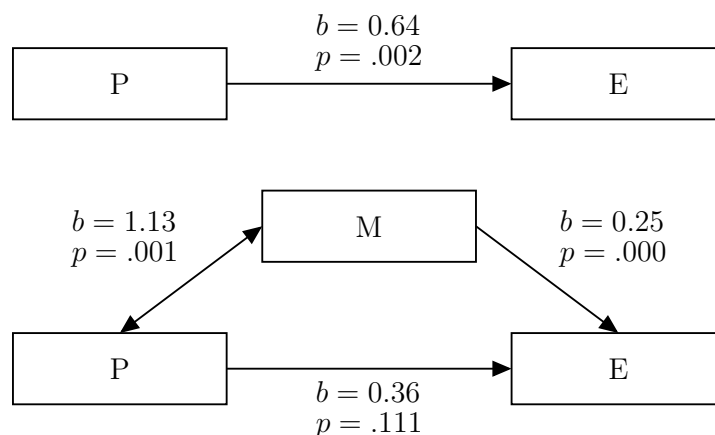 b = 0.64
p = .002
P
E
M
b = 1.13
p = .001
b = 0.25
p = .000
P
E
b = 0.36
p = .111